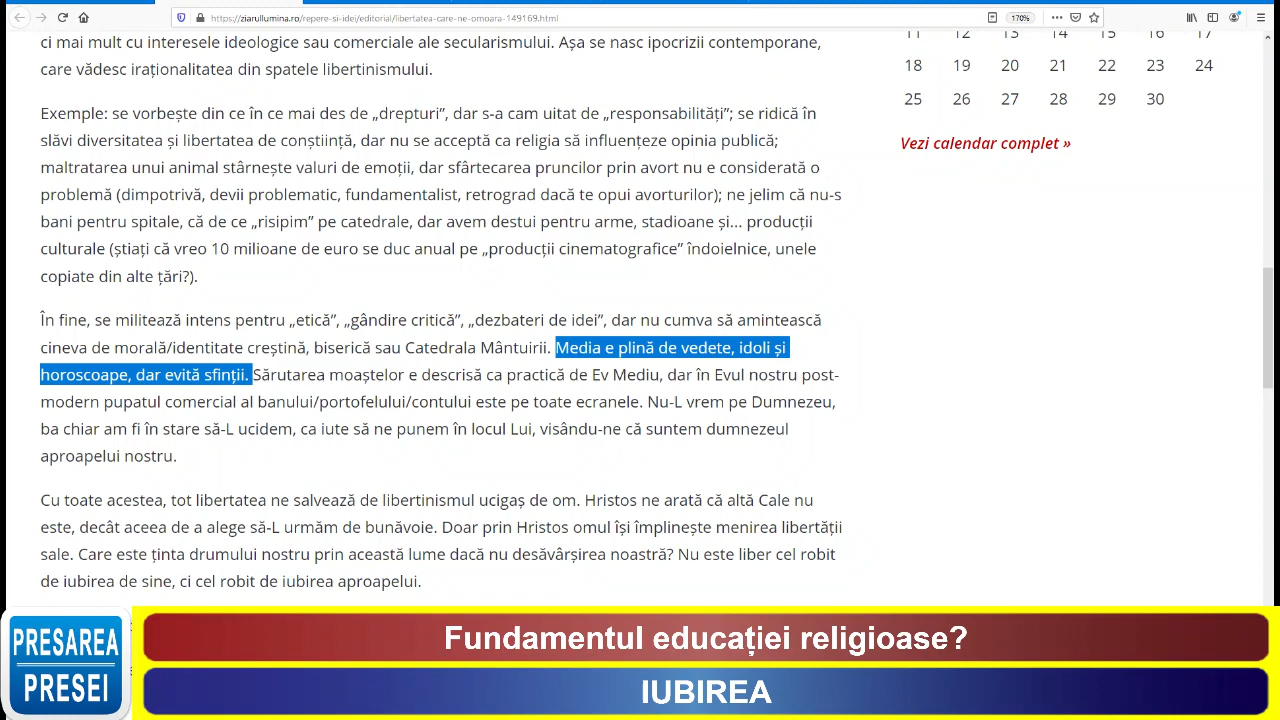 https://ziarullumina.ro/repere-si-idei/editorial/libertatea-care-ne-omoara-149169.html
170%
ci mai mult cu interesele ideologice sau comerciale ale secularismului. Așa se nasc ipocrizii contemporane,
care vădesc iraționalitatea din spatele libertinismului.
Exemple: se vorbește din ce în ce mai des de „drepturi”, dar s-a cam uitat de „responsabilități”; se ridică în
slăvi diversitatea și libertatea de conștiință, dar nu se acceptă ca religia să influențeze opinia publică;
maltratarea unui animal stârnește valuri de emoții, dar sfârtecarea pruncilor prin avort nu e considerată o
problemă (dimpotrivă, devii problematic, fundamentalist, retrograd dacă te opui avorturilor); ne jelim că nu-s
bani pentru spitale, că de ce „risipim” pe catedrale, dar avem destui pentru arme, stadioane și... producții
culturale (știați că vreo 10 milioane de euro se duc anual pe „producții cinematografice” îndoielnice, unele
copiate din alte țări?).
În fine, se militează intens pentru „etică”, „gândire critică”, „dezbateri de idei”, dar nu cumva să amintească
cineva de morală/identitate creștină, biserică sau Catedrala Mântuirii. Media e plină de vedete, idoli și
horoscoape, dar evită sfinții. Sărutarea moaștelor e descrisă ca practică de Ev Mediu, dar în Evul nostru post-
modern pupatul comercial al banului/portofelului/contului este pe toate ecranele. Nu-L vrem pe Dumnezeu,
ba chiar am fi în stare să-L ucidem, ca iute să ne punem în locul Lui, visându-ne că suntem dumnezeul
aproapelui nostru.
Cu toate acestea, tot libertatea ne salvează de libertinismul ucigaș de om. Hristos ne arată că altă Cale nu
este, decât aceea de a alege să-L urmăm de bunăvoie. Doar prin Hristos omul își împlinește menirea libertății
sale. Care este ținta drumului nostru prin această lume dacă nu desăvârșirea noastră? Nu este liber cel robit
de iubirea de sine, ci cel robit de iubirea aproapelui.
11 12 13 14 15 16 17
18 19 20 21 22 23 24
25 26 27 28 29 30
Vezi calendar complet »
PRESAREA
PRESEI
Fundamentul educației religioase?
IUBIREA